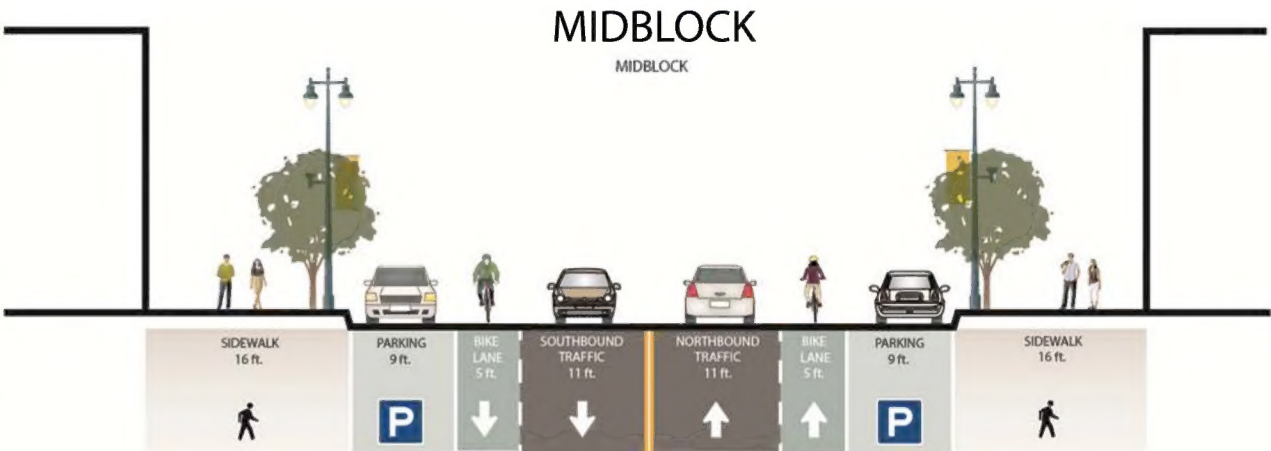 MIDBLOCK
MIDBLOCK
SIDEWALK
16 ft.
PARKING
9 ft.
BIKE
LANE
5 ft.
SOUTHBOUND
TRAFFIC
11 ft.
NORTHBOUND
TRAFFIC
11 ft.
BIKE
LANE
5 ft.
PARKING
9 ft.
SIDEWALK
16 ft.
P
P